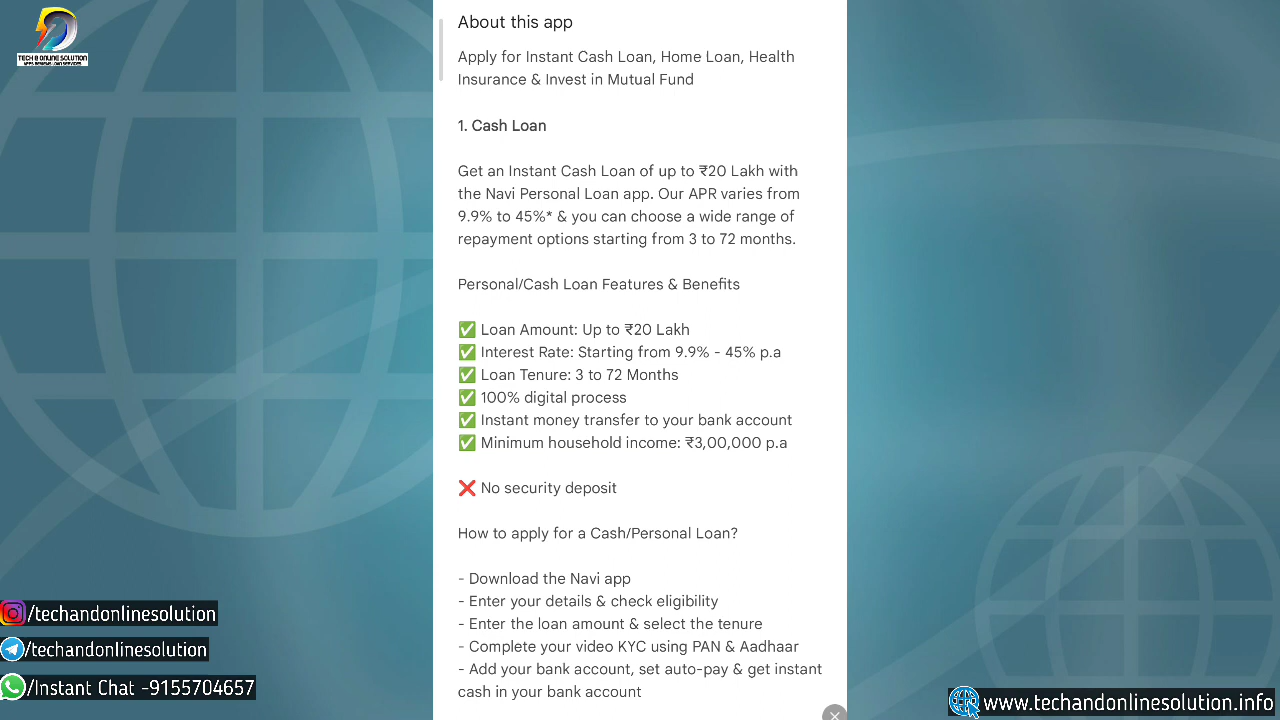 TECH & ONLINE SOLUTION
About this app
Apply for Instant Cash Loan, Home Loan, Health
Insurance & Invest in Mutual Fund
1. Cash Loan
Get an Instant Cash Loan of up to ₹20 Lakh with
the Navi Personal Loan app. Our APR varies from
9.9% to 45%* & you can choose a wide range of
repayment options starting from 3 to 72 months.
Personal/Cash Loan Features & Benefits
✅ Loan Amount: Up to ₹20 Lakh
✅ Interest Rate: Starting from 9.9% - 45% p.a
✅ Loan Tenure: 3 to 72 Months
✅ 100% digital process
✅ Instant money transfer to your bank account
✅ Minimum household income: ₹3,00,000 p.a
❌ No security deposit
How to apply for a Cash/Personal Loan?
- Download the Navi app
- Enter your details & check eligibility
- Enter the loan amount & select the tenure
- Complete your video KYC using PAN & Aadhaar
- Add your bank account, set auto-pay & get instant
cash in your bank account
/techandonlinesolution
/techandonlinesolution
/Instant Chat -9155704657
www.techandonlinesolution.info